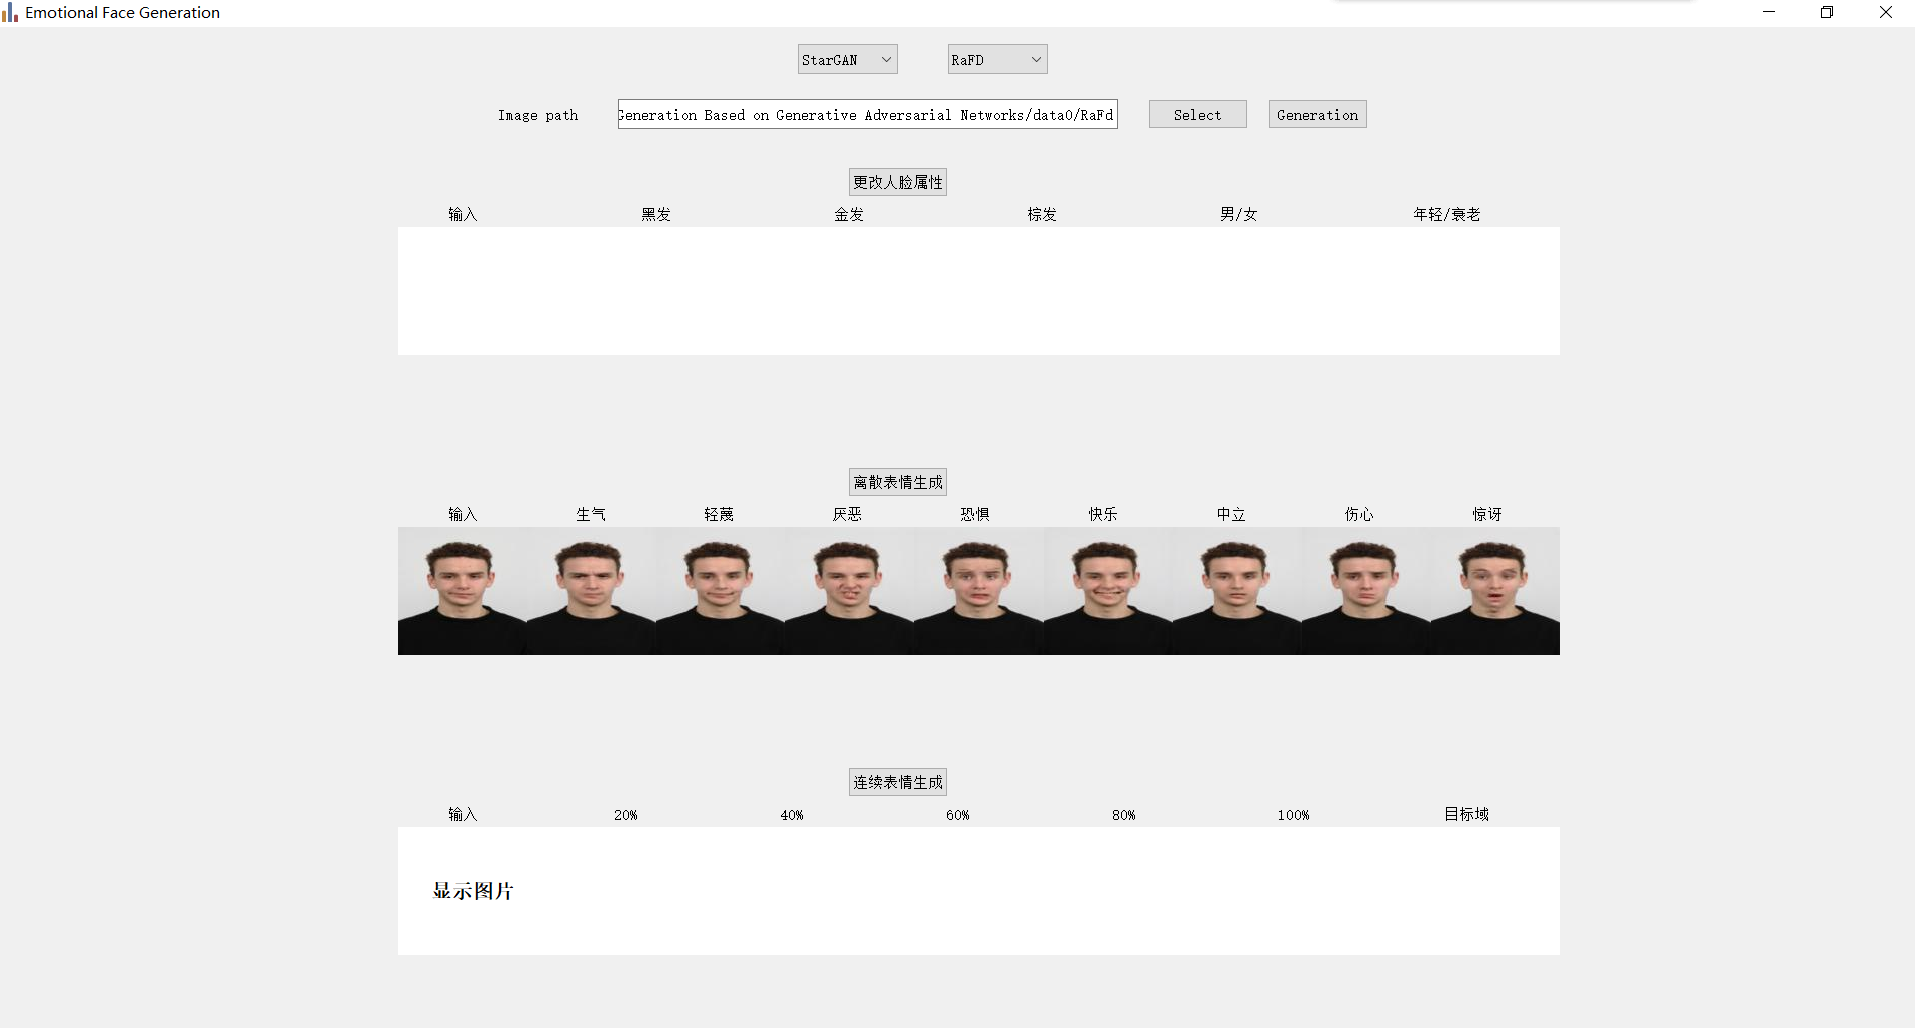 Emotional Face Generation
StarGAN RaFD
Image path Generation Based on Generative Adversarial Networks/data0/RaFd Select Generation
更改人脸属性
输入 黑发 金发 棕发 男/女 年轻/衰老
离散表情生成
输入 生气 轻蔑 厌恶 恐惧 快乐 中立 伤心 惊讶
连续表情生成
输入 20% 40% 60% 80% 100% 目标域
显示图片